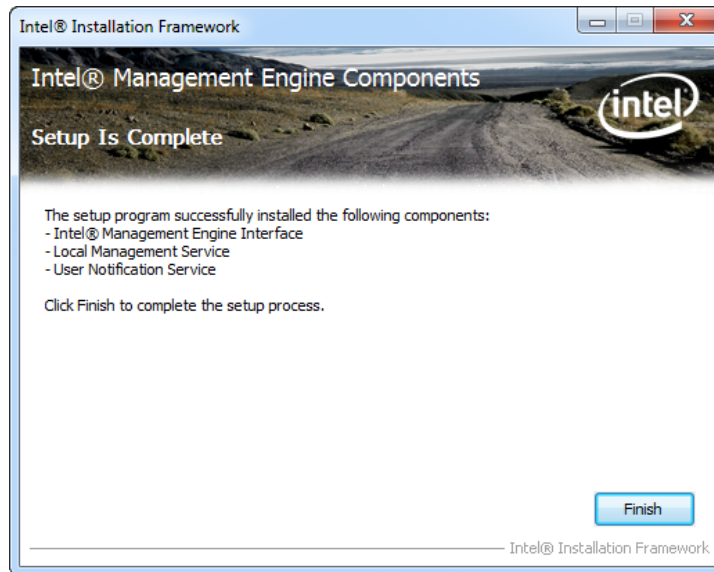 Intel® Installation Framework
Intel® Management Engine Components
intel
Setup Is Complete
The setup program successfully installed the following components:
- Intel® Management Engine Interface
- Local Management Service
- User Notification Service
Click Finish to complete the setup process.
Finish
Intel® Installation Framework